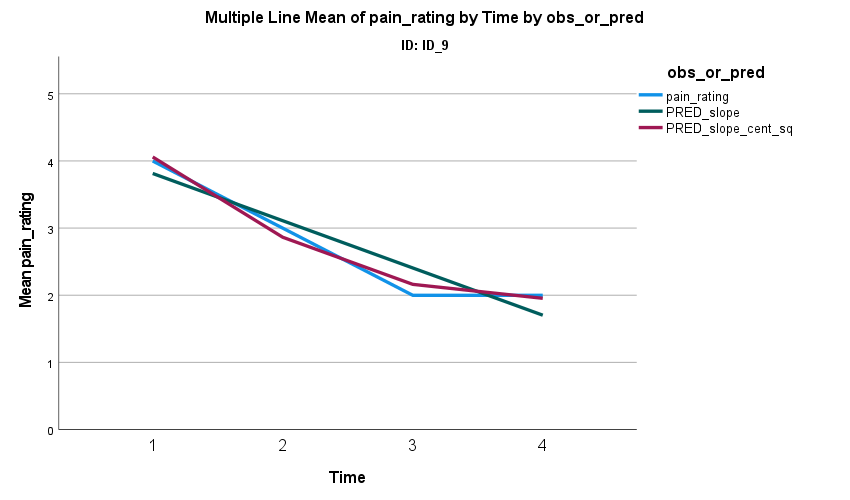 Multiple Line Mean of pain_rating by Time by obs_or_pred
ID: ID_9
obs_or_pred
pain_rating
PRED_slope
PRED_slope_cent_sq
Mean pain_rating
5
4
3
2
1
0
1 2 3 4
Time